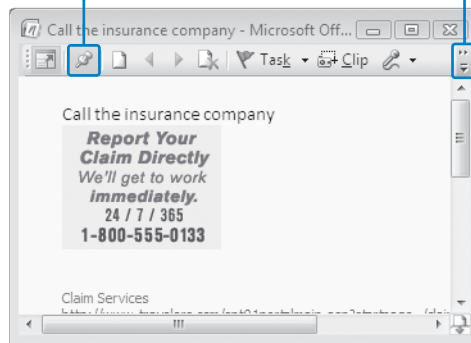 Call the insurance company - Microsoft Off...
Task Clip
Call the insurance company
Report Your
Claim Directly
We'll get to work
immediately.
24 / 7 / 365
1-800-555-0133
Claim Services